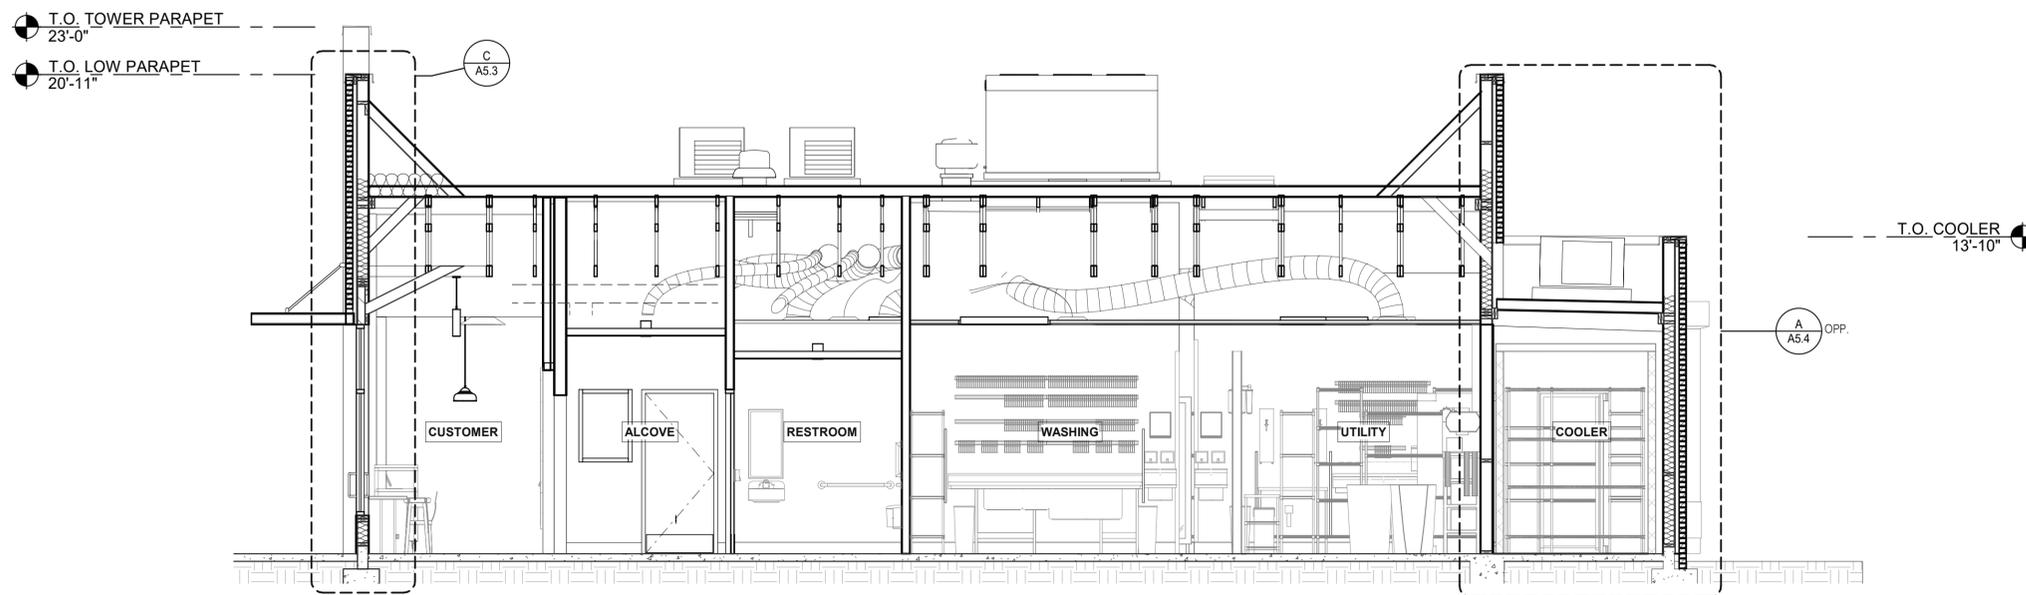 T.O. TOWER PARAPET
23'-0"
T.O. LOW PARAPET
20'-11"
C
A5.3
T.O. COOLER
13'-10"
A
A5.4
OPP.
CUSTOMER
ALCOVE
RESTROOM
WASHING
UTILITY
COOLER